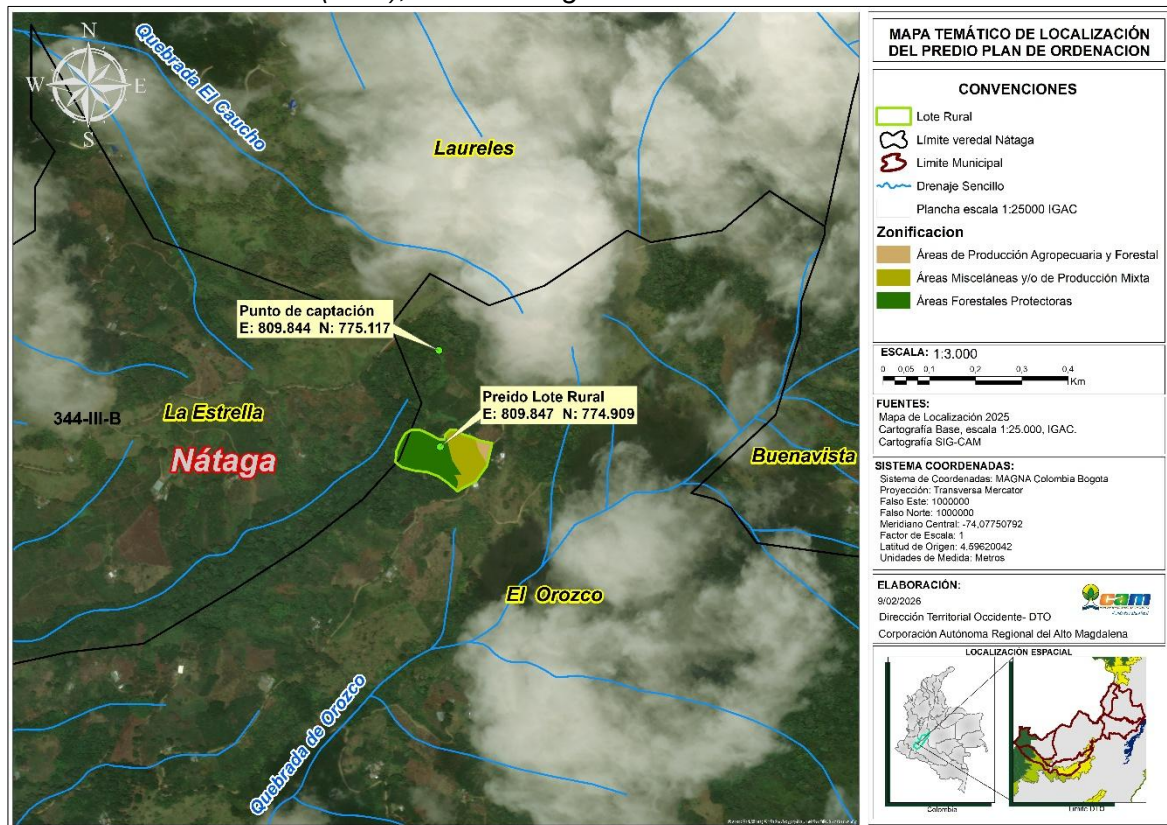 N
W
E
S
Quebrada El Caucho
Laureles
Punto de captación
E: 809.844 N: 775.117
Preido Lote Rural
E: 809.847 N: 774.909
344-III-B
La Estrella
Nátaga
Buenavista
El Orozco
Quebrada de Orozco
MAPA TEMÁTICO DE LOCALIZACIÓN
DEL PREDIO PLAN DE ORDENACION
CONVENCIONES
Lote Rural
Límite veredal Nátaga
Limite Municipal
Drenaje Sencillo
Plancha escala 1:25000 IGAC
Zonificacion
Áreas de Producción Agropecuaria y Forestal
Áreas Misceláneas y/o de Producción Mixta
Áreas Forestales Protectoras
ESCALA: 1:3.000
0 0,05 0,1 0,2 0,3 0,4
Km
FUENTES:
Mapa de Localización 2025
Cartografía Base, escala 1:25.000, IGAC.
Cartografía SIG-CAM
SISTEMA COORDENADAS:
Sistema de Coordenadas: MAGNA Colombia Bogota
Proyección: Transversa Mercator
Falso Este: 1000000
Falso Norte: 1000000
Meridiano Central: -74,07750792
Factor de Escala: 1
Latitud de Origen: 4,59620042
Unidades de Medida: Metros
ELABORACIÓN:
9/02/2026
Dirección Territorial Occidente- DTO
Corporación Autónoma Regional del Alto Magdalena
cam
LOCALIZACIÓN ESPACIAL
Colombia
Limite DTO